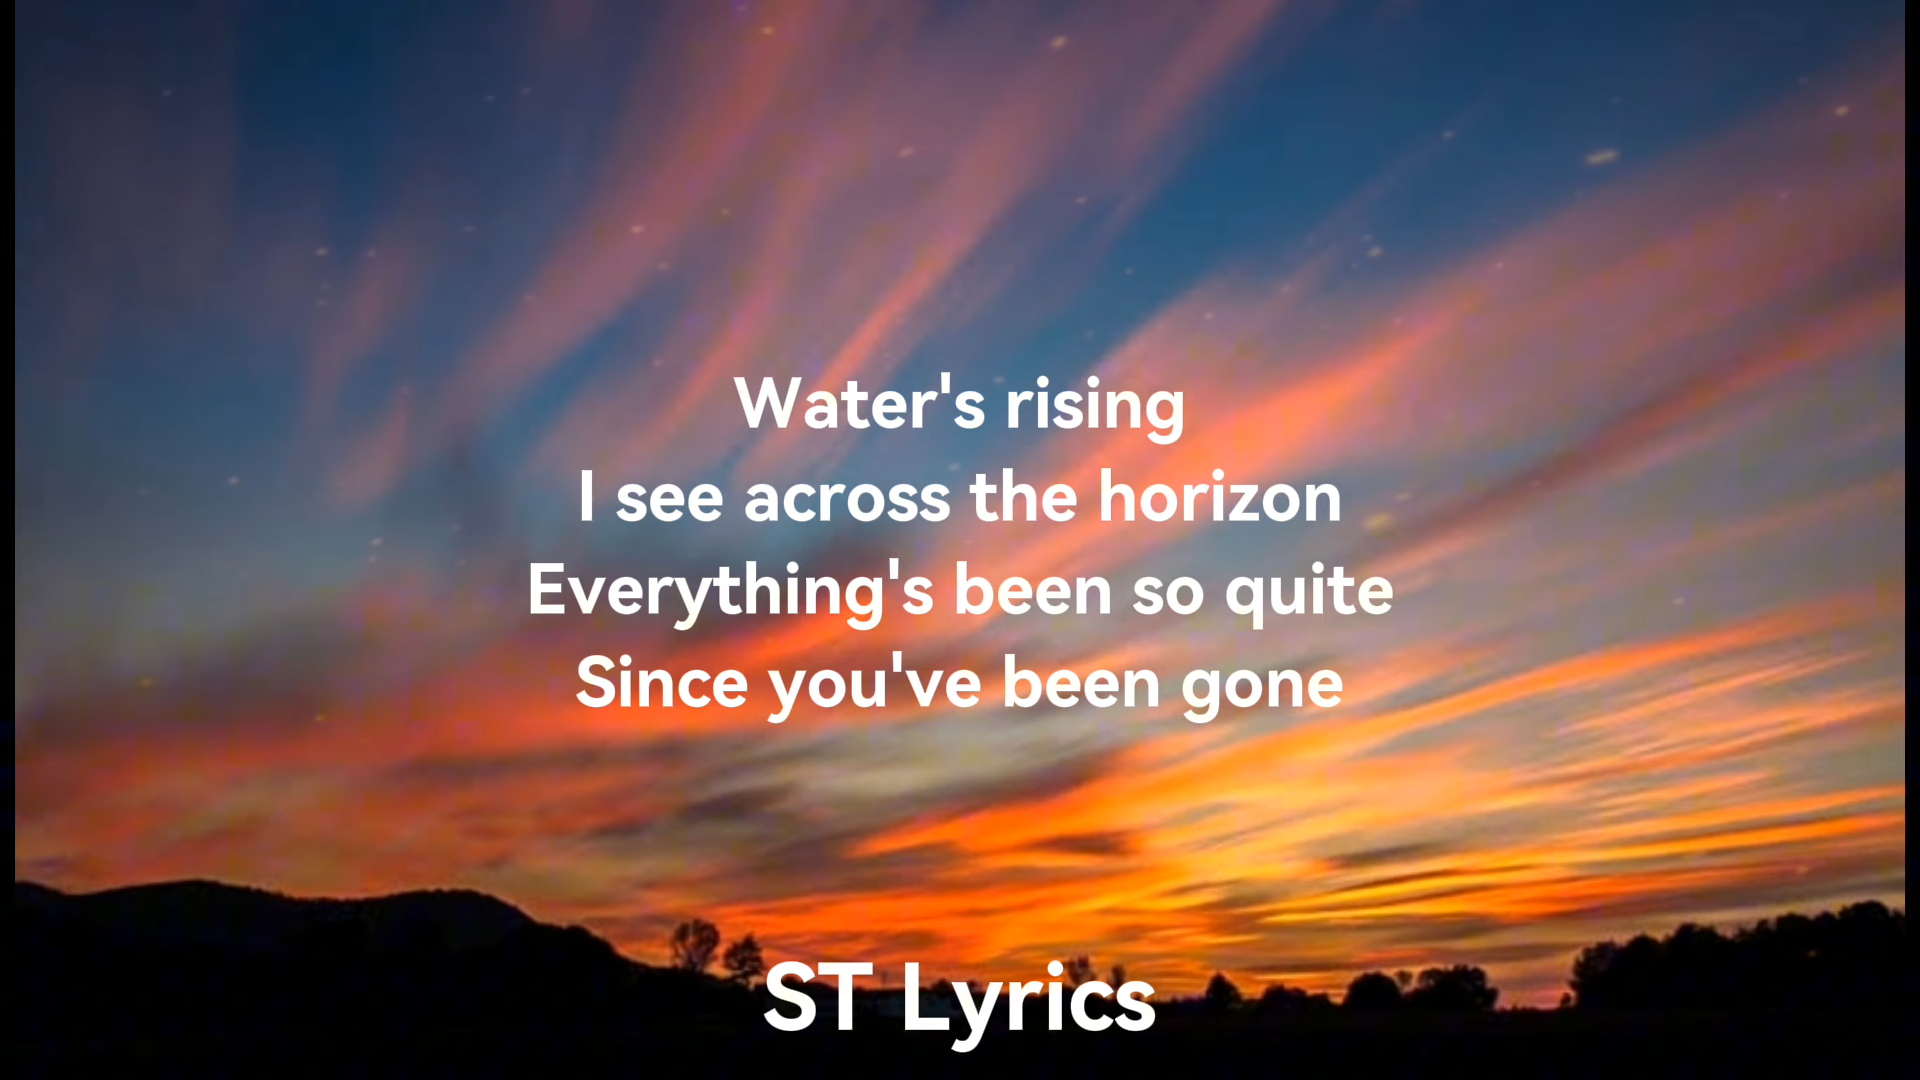 Water's rising
I see across the horizon
Everything's been so quite
Since you've been gone
ST Lyrics